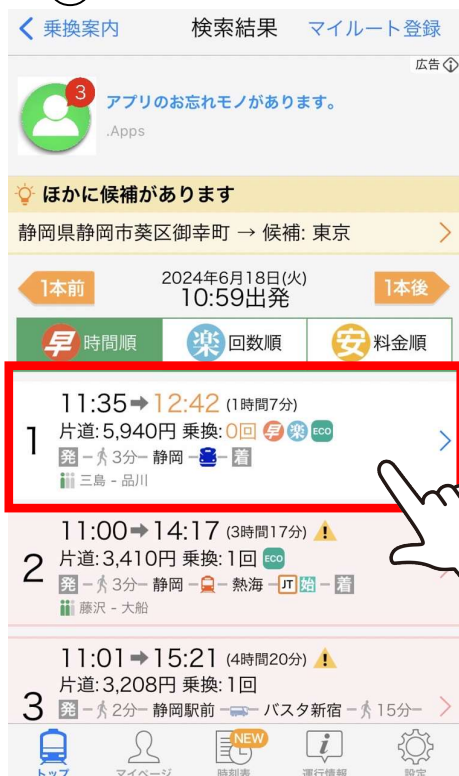 乗換案内 検索結果 マイルート登録
広告
3
アプリのお忘れモノがあります。
.Apps
ほかに候補があります
静岡県静岡市葵区御幸町 → 候補: 東京
1本前 2024年6月18日(火) 1本後
10:59出発
早 時間順 楽 回数順 安 料金順
1
11:35➡12:42 (1時間7分)
片道:5,940円 乗換:0回 早 楽 ECO
発 – 3分– 静岡 – – 着
三島 - 品川
2
11:00➡14:17 (3時間17分)
片道:3,410円 乗換:1回 ECO
発 – 3分– 静岡 – – 熱海 – JT 始 – 着
藤沢 - 大船
3
11:01➡15:21 (4時間20分)
片道:3,208円 乗換:1回
発 – 2分– 静岡駅前 – – バスタ新宿 – 15分–
NEW
トップ マイページ 時刻表 運行情報 設定